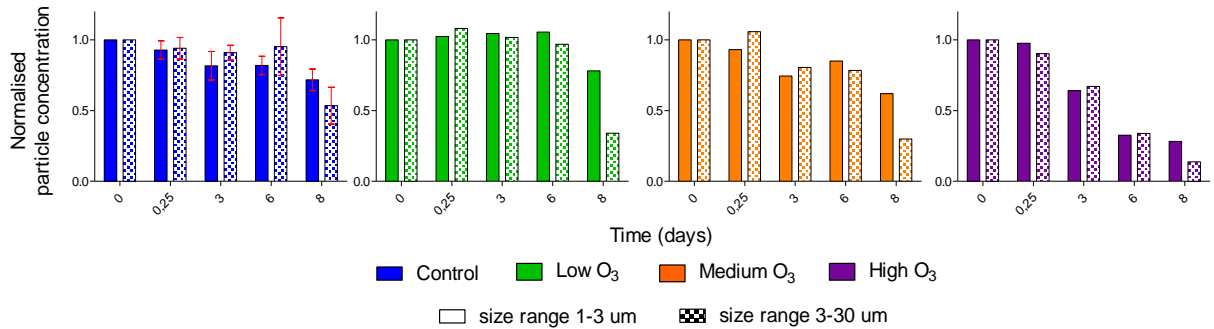 Normalised
particle concentration
1.0
0.5
0.0
0 0,25 3 6 8
1.0
0.5
0.0
0 0,25 3 6 8
1.0
0.5
0.0
0 0,25 3 6 8
1.0
0.5
0.0
0 0,25 3 6 8
Time (days)
Control Low O3 Medium O3 High O3
size range 1-3 um size range 3-30 um